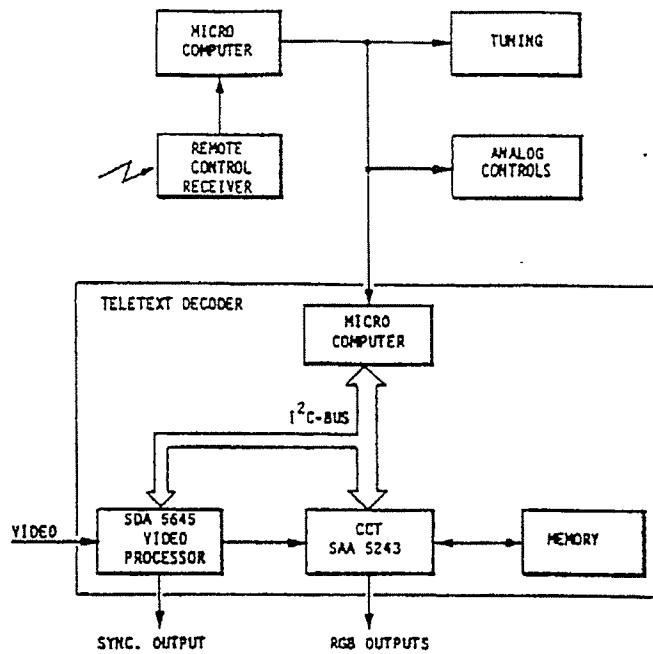 MICRO
COMPUTER
TUNING
REMOTE
CONTROL
RECEIVER
ANALOG
CONTROLS
TELETEXT DECODER
MICRO
COMPUTER
I²C-BUS
VIDEO
SDA 5645
VIDEO
PROCESSOR
CCT
SAA 5243
MEMORY
SYNC. OUTPUT
RGB OUTPUTS